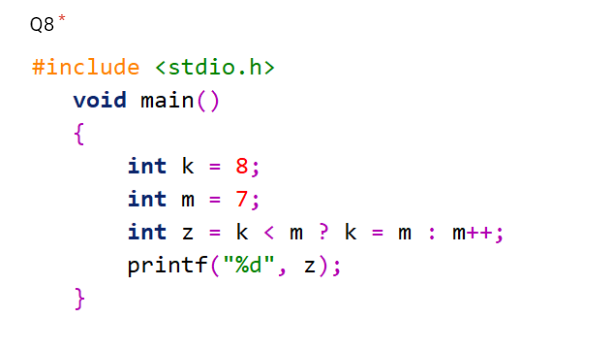 Q8 *
#include <stdio.h>
void main()
{
int k = 8;
int m = 7;
int z = k < m ? k = m : m++;
printf("%d", z);
}